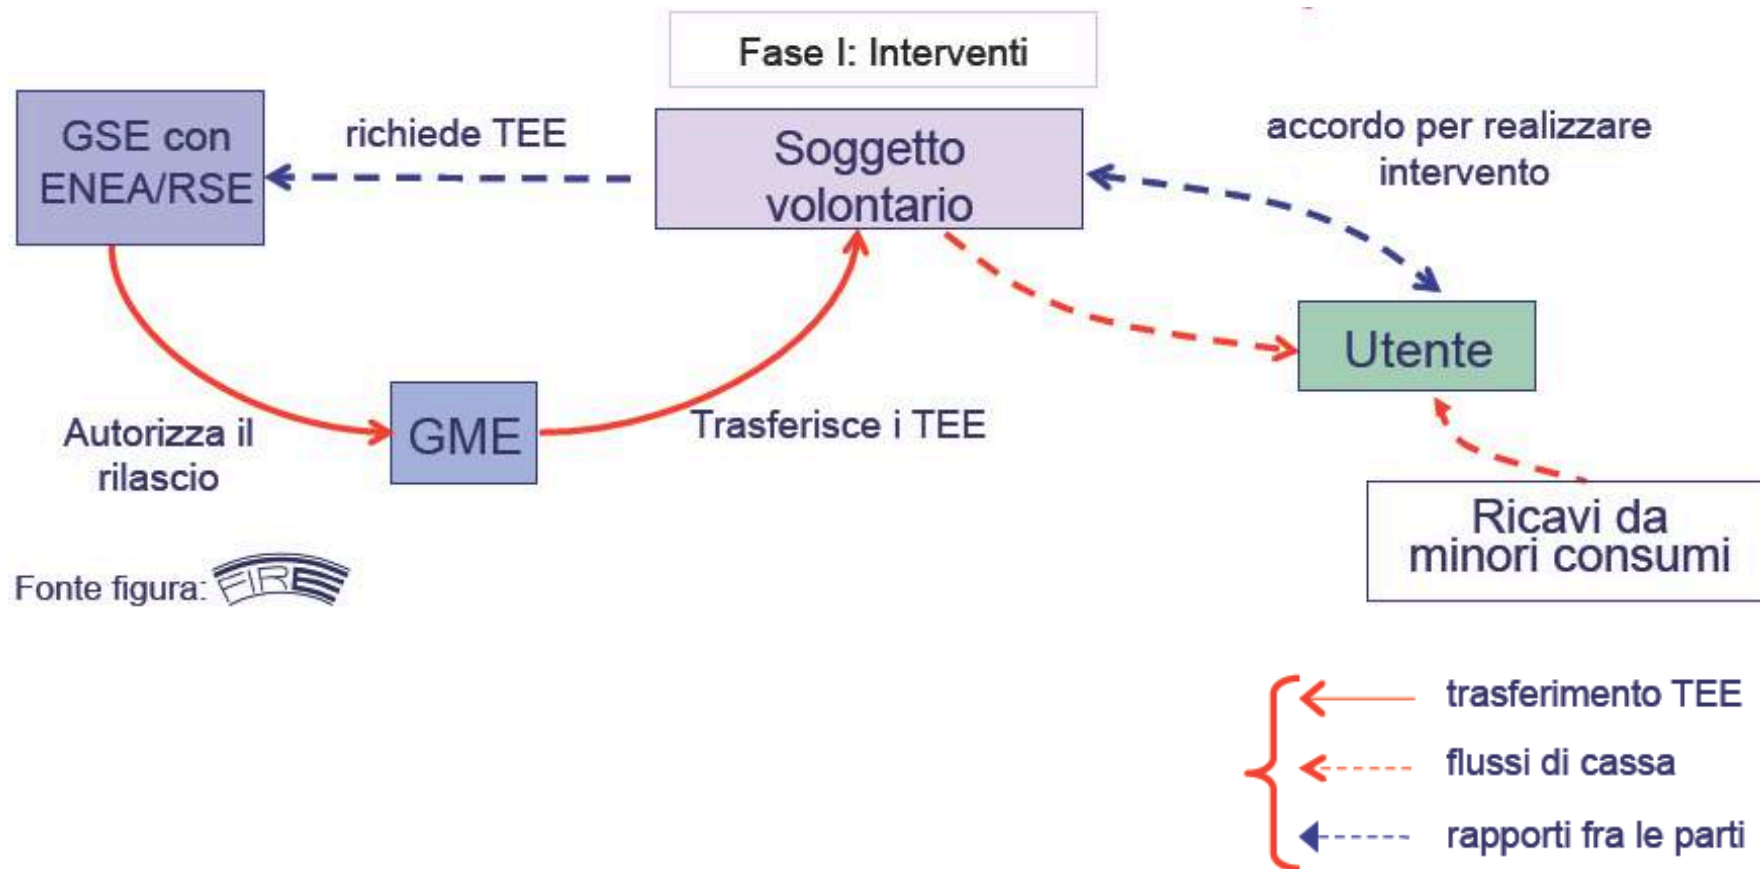 Fase I: Interventi
GSE con
ENEA/RSE
richiede TEE
Soggetto
volontario
accordo per realizzare
intervento
Utente
Autorizza il
rilascio
GME
Trasferisce i TEE
Ricavi da
minori consumi
Fonte figura: FIRE
trasferimento TEE
flussi di cassa
rapporti fra le parti